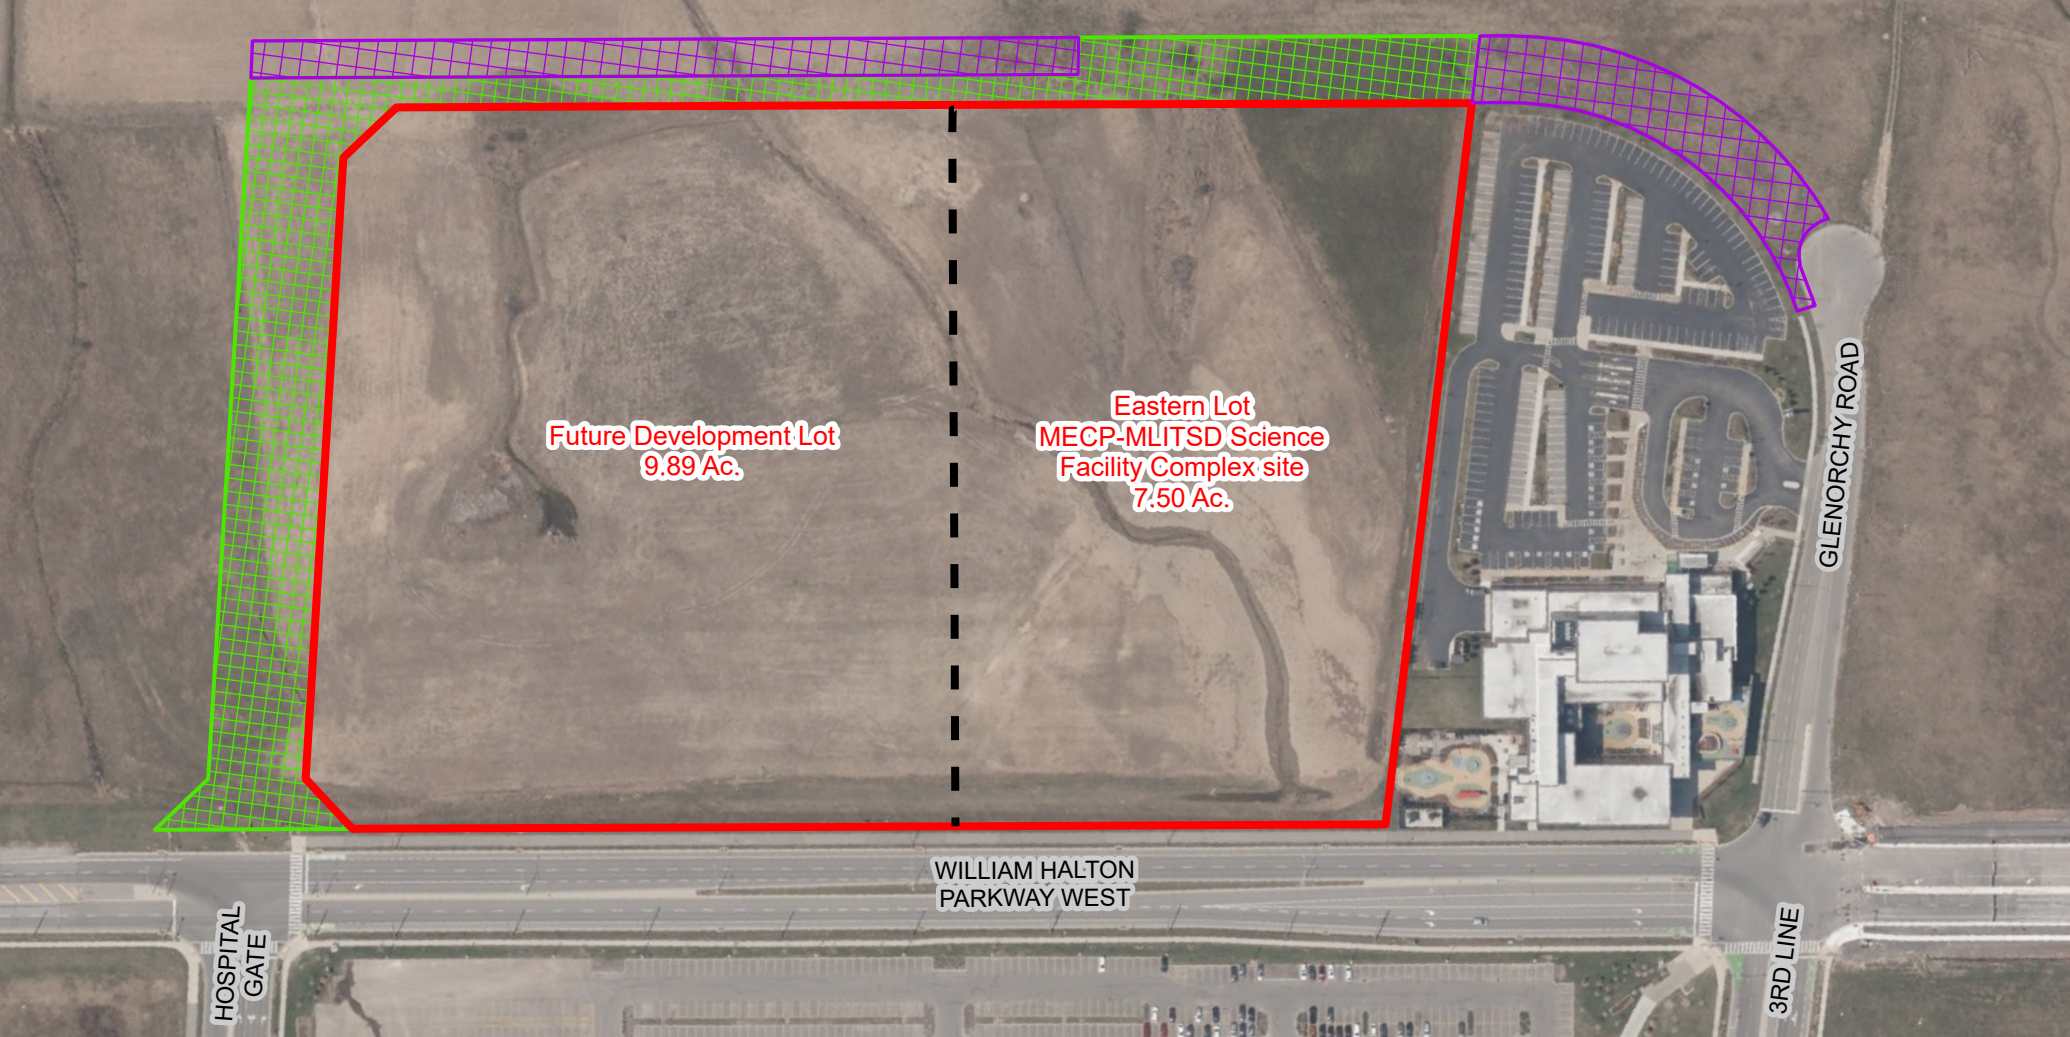 Future Development Lot
9.89 Ac.
Eastern Lot
MECP-MLITSD Science
Facility Complex site
7.50 Ac.
GLENORCHY ROAD
WILLIAM HALTON
PARKWAY WEST
HOSPITAL
GATE
3RD LINE